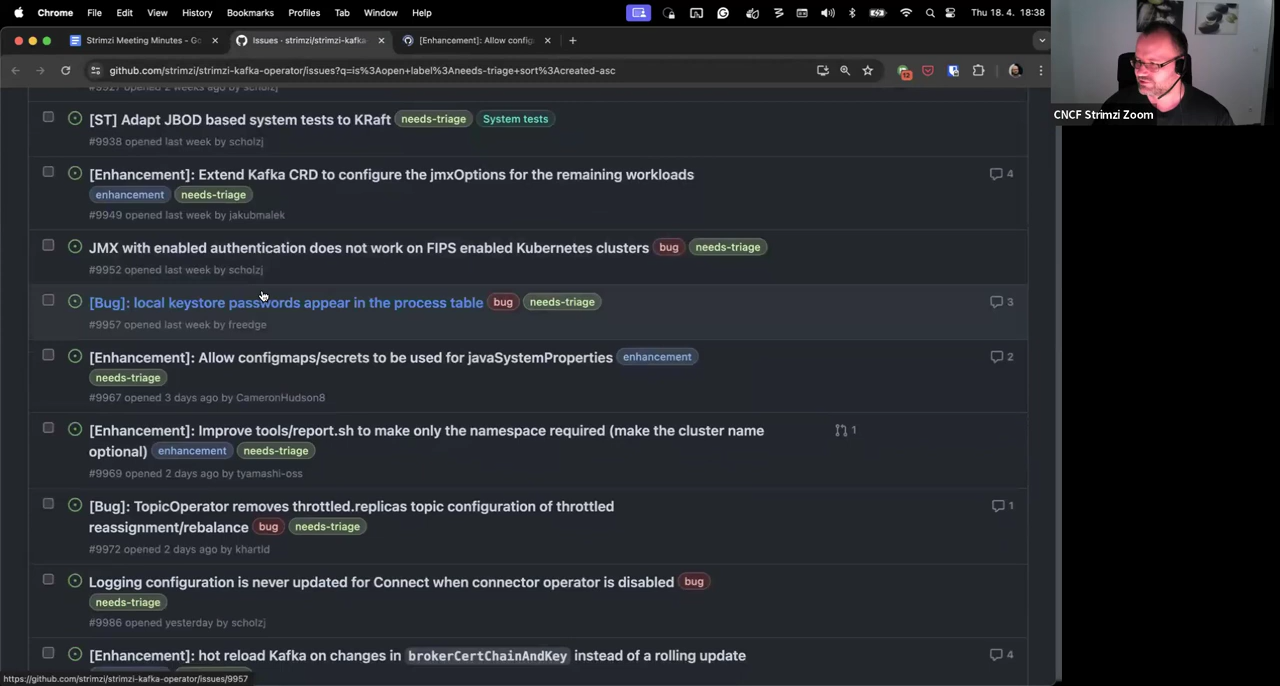 Chrome File Edit View History Bookmarks Profiles Tab Window Help Thu 18. 4. 18:38
Strimzi Meeting Minutes - Go
Issues · strimzi/strimzi-kafka-
[Enhancement]: Allow config
github.com/strimzi/strimzi-kafka-operator/issues?q=is%3Aopen+label%3Aneeds-triage+sort%3Acreated-asc
12
CNCF Strimzi Zoom
#9927 opened 2 weeks ago by scholzj
[ST] Adapt JBOD based system tests to KRaft needs-triage System tests
#9938 opened last week by scholzj
[Enhancement]: Extend Kafka CRD to configure the jmxOptions for the remaining workloads 4
enhancement needs-triage
#9949 opened last week by jakubmalek
JMX with enabled authentication does not work on FIPS enabled Kubernetes clusters bug needs-triage
#9952 opened last week by scholzj
[Bug]: local keystore passwords appear in the process table bug needs-triage 3
#9957 opened last week by freedge
[Enhancement]: Allow configmaps/secrets to be used for javaSystemProperties enhancement 2
needs-triage
#9967 opened 3 days ago by CameronHudson8
[Enhancement]: Improve tools/report.sh to make only the namespace required (make the cluster name 1
optional) enhancement needs-triage
#9969 opened 2 days ago by tyamashi-oss
[Bug]: TopicOperator removes throttled.replicas topic configuration of throttled 1
reassignment/rebalance bug needs-triage
#9972 opened 2 days ago by khartld
Logging configuration is never updated for Connect when connector operator is disabled bug
needs-triage
#9986 opened yesterday by scholzj
[Enhancement]: hot reload Kafka on changes in brokerCertChainAndKey instead of a rolling update 4
https://github.com/strimzi/strimzi-kafka-operator/issues/9957